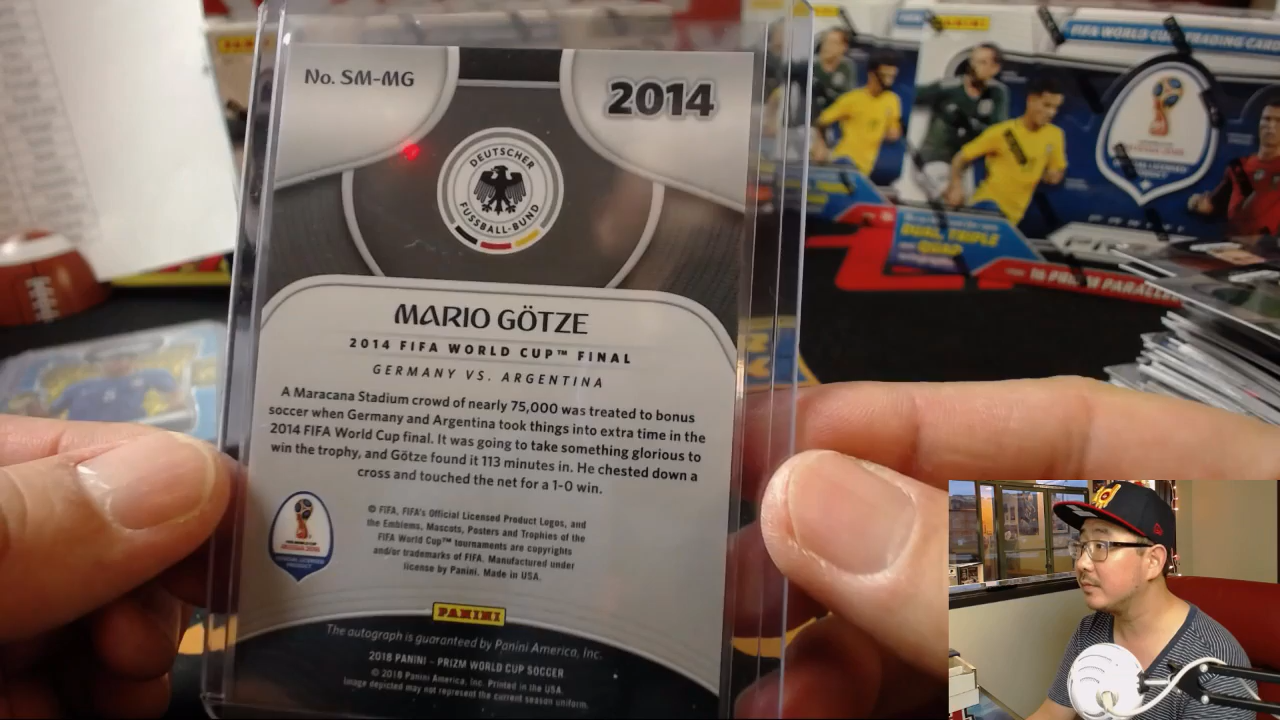 No. SM-MG
2014
DEUTSCHER
FUSSBALL-BUND
MARIO GÖTZE
2014 FIFA WORLD CUP™ FINAL
GERMANY VS. ARGENTINA
A Maracana Stadium crowd of nearly 75,000 was treated to bonus
soccer when Germany and Argentina took things into extra time in the
2014 FIFA World Cup final. It was going to take something glorious to
win the trophy, and Götze found it 113 minutes in. He chested down a
cross and touched the net for a 1-0 win.
© FIFA, FIFA's Official Licensed Product Logos, and
the Emblems, Mascots, Posters and Trophies of the
FIFA World Cup™ tournaments are copyrights
and/or trademarks of FIFA. Manufactured under
license by Panini. Made in USA.
PANINI
The autograph is guaranteed by Panini America, Inc.
2018 PANINI - PRIZM WORLD CUP SOCCER
© 2018 Panini America, Inc. Printed in the USA.
Image depicted may not represent the current season uniform.
PANINI
FIFA WORLD CUP TRADING CARDS
DUAL, TRIPLE
QUAD
16 PRIZM PARALLEL